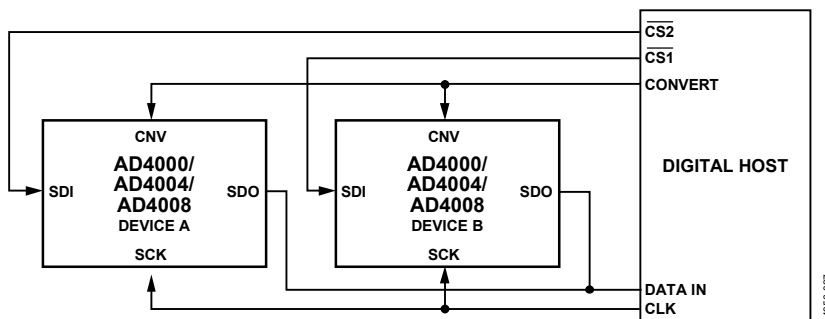 CS2
CS1
CONVERT
CNV
AD4000/
AD4004/
AD4008
DEVICE A
SDI
SDO
SCK
CNV
AD4000/
AD4004/
AD4008
DEVICE B
SDI
SDO
SCK
DIGITAL HOST
DATA IN
CLK